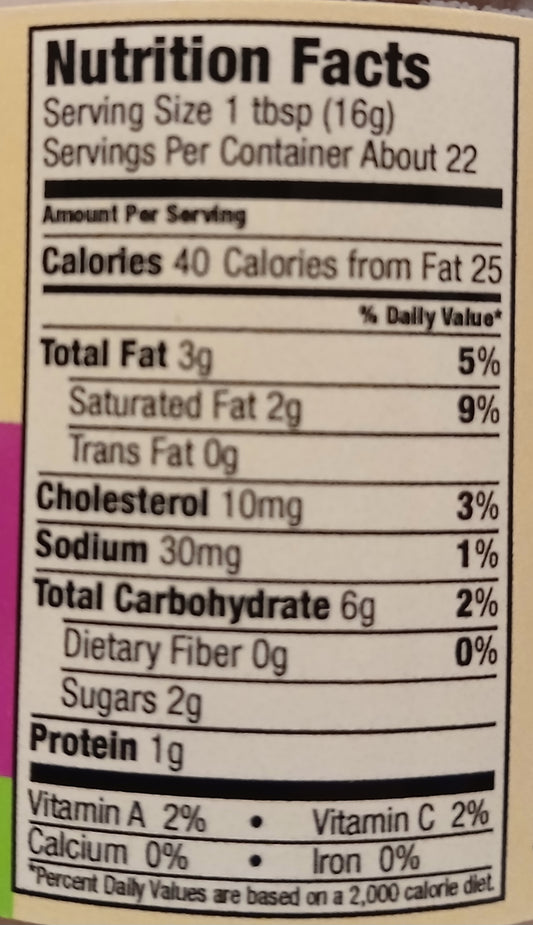 Nutrition Facts
Serving Size 1 tbsp (16g)
Servings Per Container About 22
Amount Per Serving
Calories 40 Calories from Fat 25
% Daily Value*
Total Fat 3g 5%
Saturated Fat 2g 9%
Trans Fat 0g
Cholesterol 10mg 3%
Sodium 30mg 1%
Total Carbohydrate 6g 2%
Dietary Fiber 0g 0%
Sugars 2g
Protein 1g
Vitamin A 2% • Vitamin C 2%
Calcium 0% • Iron 0%
*Percent Daily Values are based on a 2,000 calorie diet.